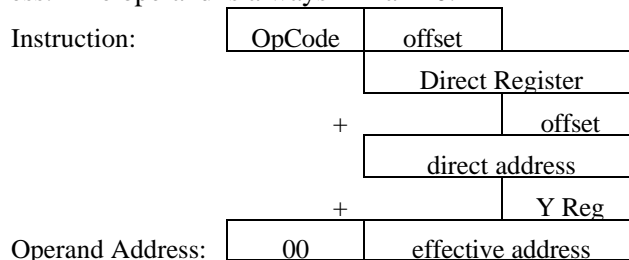 Instruction: OpCode offset
Direct Register
+ offset
direct address
+ Y Reg
Operand Address: 00 effective address